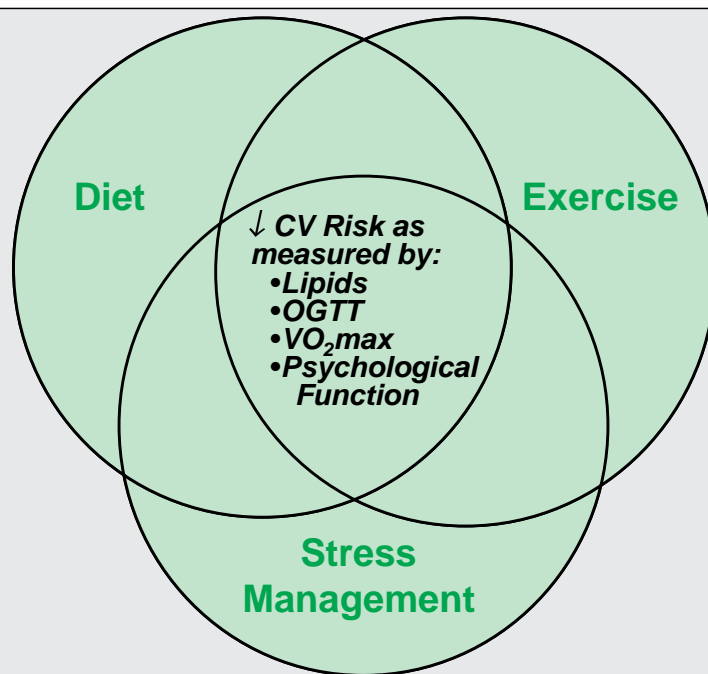 Diet
Exercise
↓ CV Risk as
measured by:
•Lipids
•OGTT
•VO₂max
•Psychological
Function
Stress
Management